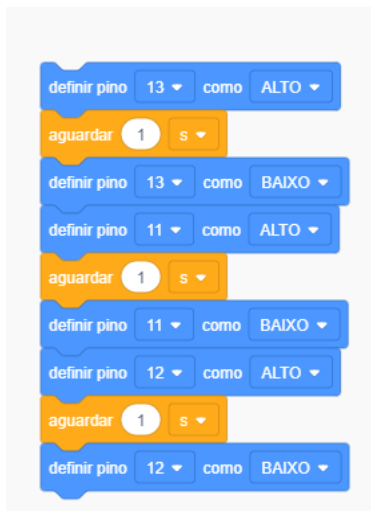 definir pino 13 como ALTO
aguardar 1 s
definir pino 13 como BAIXO
definir pino 11 como ALTO
aguardar 1 s
definir pino 11 como BAIXO
definir pino 12 como ALTO
aguardar 1 s
definir pino 12 como BAIXO